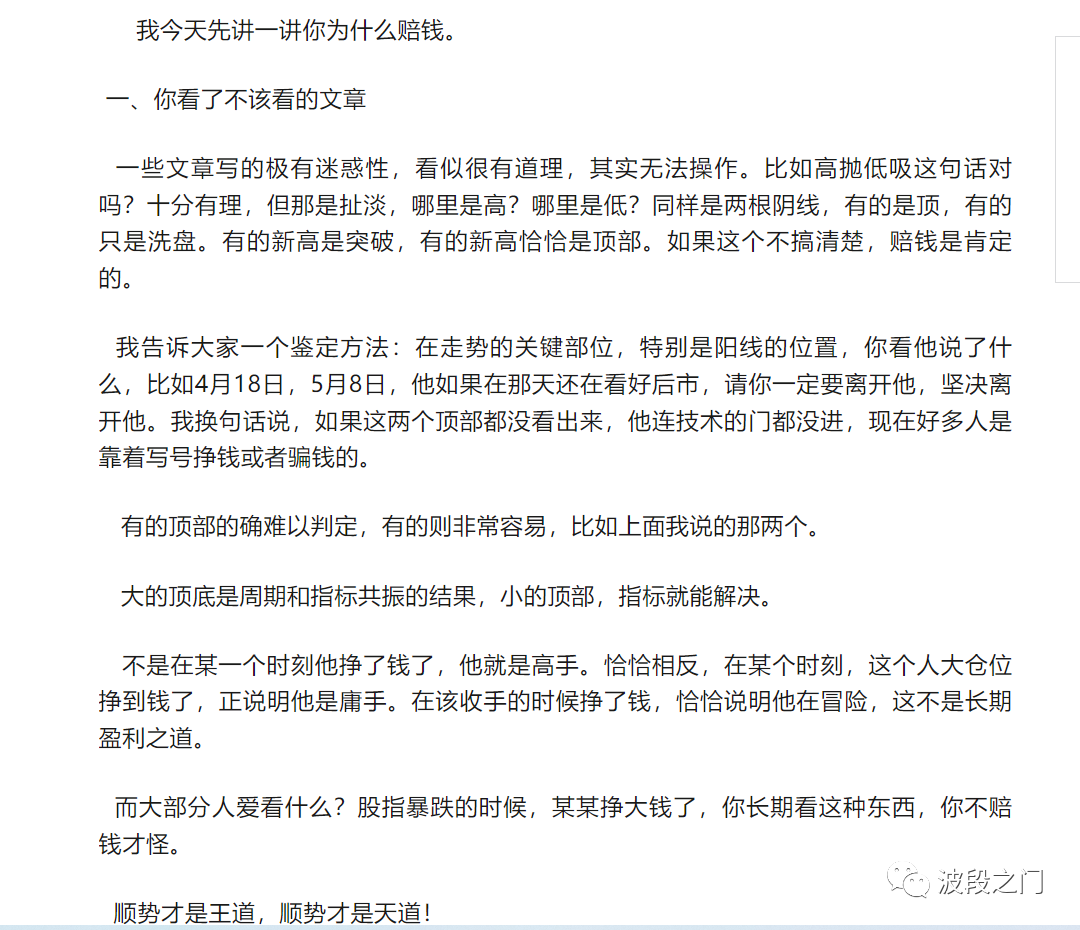 我今天先讲一讲你为什么赔钱。
一、你看了不该看的文章
一些文章写的极有迷惑性，看似很有道理，其实无法操作。比如高抛低吸这句话对
吗？十分有理，但那是扯淡，哪里是高？哪里是低？同样是两根阴线，有的是顶，有的
只是洗盘。有的新高是突破，有的新高恰恰是顶部。如果这个不搞清楚，赔钱是肯定
的。
我告诉大家一个鉴定方法：在走势的关键部位，特别是阳线的位置，你看他说了什
么，比如4月18日，5月8日，他如果在那天还在看好后市，请你一定要离开他，坚决离
开他。我换句话说，如果这两个顶部都没看出来，他连技术的门都没进，现在好多人是
靠着写号挣钱或者骗钱的。
有的顶部的确难以判定，有的则非常容易，比如上面我说的那两个。
大的顶底是周期和指标共振的结果，小的顶部，指标就能解决。
不是在某一个时刻他挣了钱了，他就是高手。恰恰相反，在某个时刻，这个人大仓位
挣到钱了，正说明他是庸手。在该收手的时候挣了钱，恰恰说明他在冒险，这不是长期
盈利之道。
而大部分人爱看什么？股指暴跌的时候，某某挣大钱了，你长期看这种东西，你不赔
钱才怪。
波段之门
顺势才是王道，顺势才是天道！